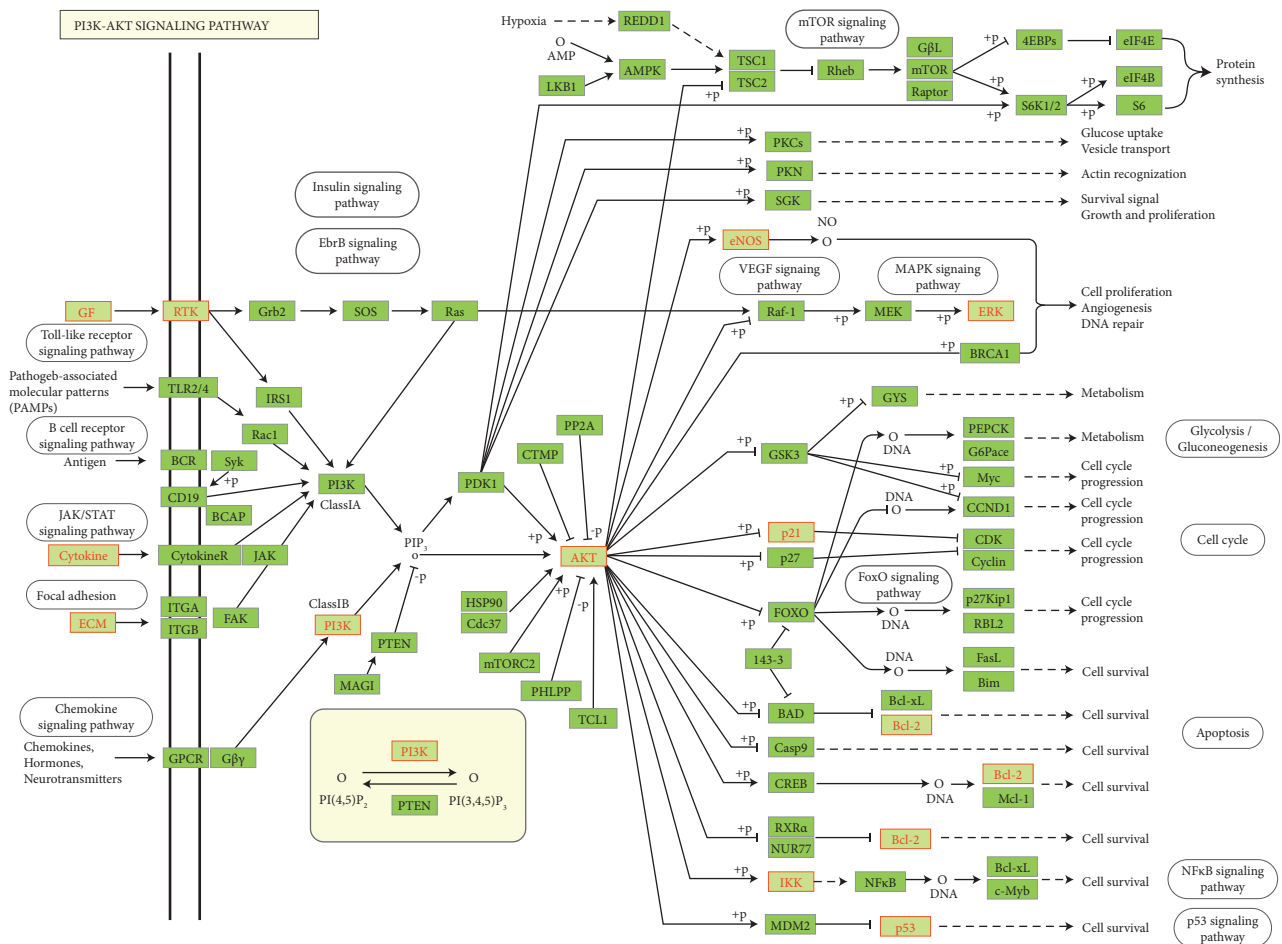 PI3K-AKT SIGNALING PATHWAY
Hypoxia
REDD1
mTOR signaling
pathway
O
AMP
LKB1
AMPK
TSC1
TSC2
+p
Rheb
GβL
mTOR
Raptor
+p
+p
+p
4EBPs
eIF4E
S6K1/2
+p
+p
eIF4B
S6
Protein
synthesis
+p
PKCs
Glucose uptake
Vesicle transport
+p
PKN
Actin recognization
+p
SGK
Survival signal
Growth and proliferation
Insulin signaling
pathway
EbrB signaling
pathway
+p
eNOS
NO
O
VEGF signaing
pathway
MAPK signaing
pathway
GF
RTK
Grb2
SOS
Ras
Raf-1
+p
+p
MEK
+p
ERK
Cell proliferation
Angiogenesis
DNA repair
+p
BRCA1
Toll-like receptor
signaling pathway
Pathogeb-associated
molecular patterns
(PAMPs)
TLR2/4
IRS1
Rac1
B cell receptor
signaling pathway
Antigen
BCR
Syk
+p
CD19
BCAP
PI3K
ClassIA
PDK1
CTMP
PP2A
+p
-p
GSK3
+p
GYS
Metabolism
O
DNA
PEPCK
G6Pace
Metabolism
Glycolysis /
Gluconeogenesis
+p
Myc
Cell cycle
progression
+p
DNA
O
CCND1
Cell cycle
progression
JAK/STAT
signaling pathway
Cytokine
CytokineR
JAK
PIP3
o
-p
AKT
+p
p21
+p
p27
CDK
Cyclin
Cell cycle
progression
Cell cycle
Focal adhesion
ECM
ITGA
ITGB
FAK
ClassIB
PI3K
PTEN
MAGI
HSP90
Cdc37
+p
-p
mTORC2
PHLPP
TCL1
FoxO signaling
pathway
+p
FOXO
O
DNA
p27Kip1
RBL2
Cell cycle
progression
143-3
DNA
O
FasL
Bim
Cell survival
Chemokine
signaling pathway
Chemokines,
Hormones,
Neurotransmitters
GPCR
Gβγ
PI3K
O
O
PI(4,5)P2
PTEN
PI(3,4,5)P3
+p
BAD
Bcl-xL
Bcl-2
Cell survival
Apoptosis
+p
Casp9
Cell survival
+p
CREB
O
DNA
Bcl-2
Mcl-1
Cell survival
+p
RXRα
NUR77
Bcl-2
Cell survival
+p
IKK
NFκB
O
DNA
Bcl-xL
c-Myb
Cell survival
NFκB signaling
pathway
+p
MDM2
p53
Cell survival
p53 signaling
pathway